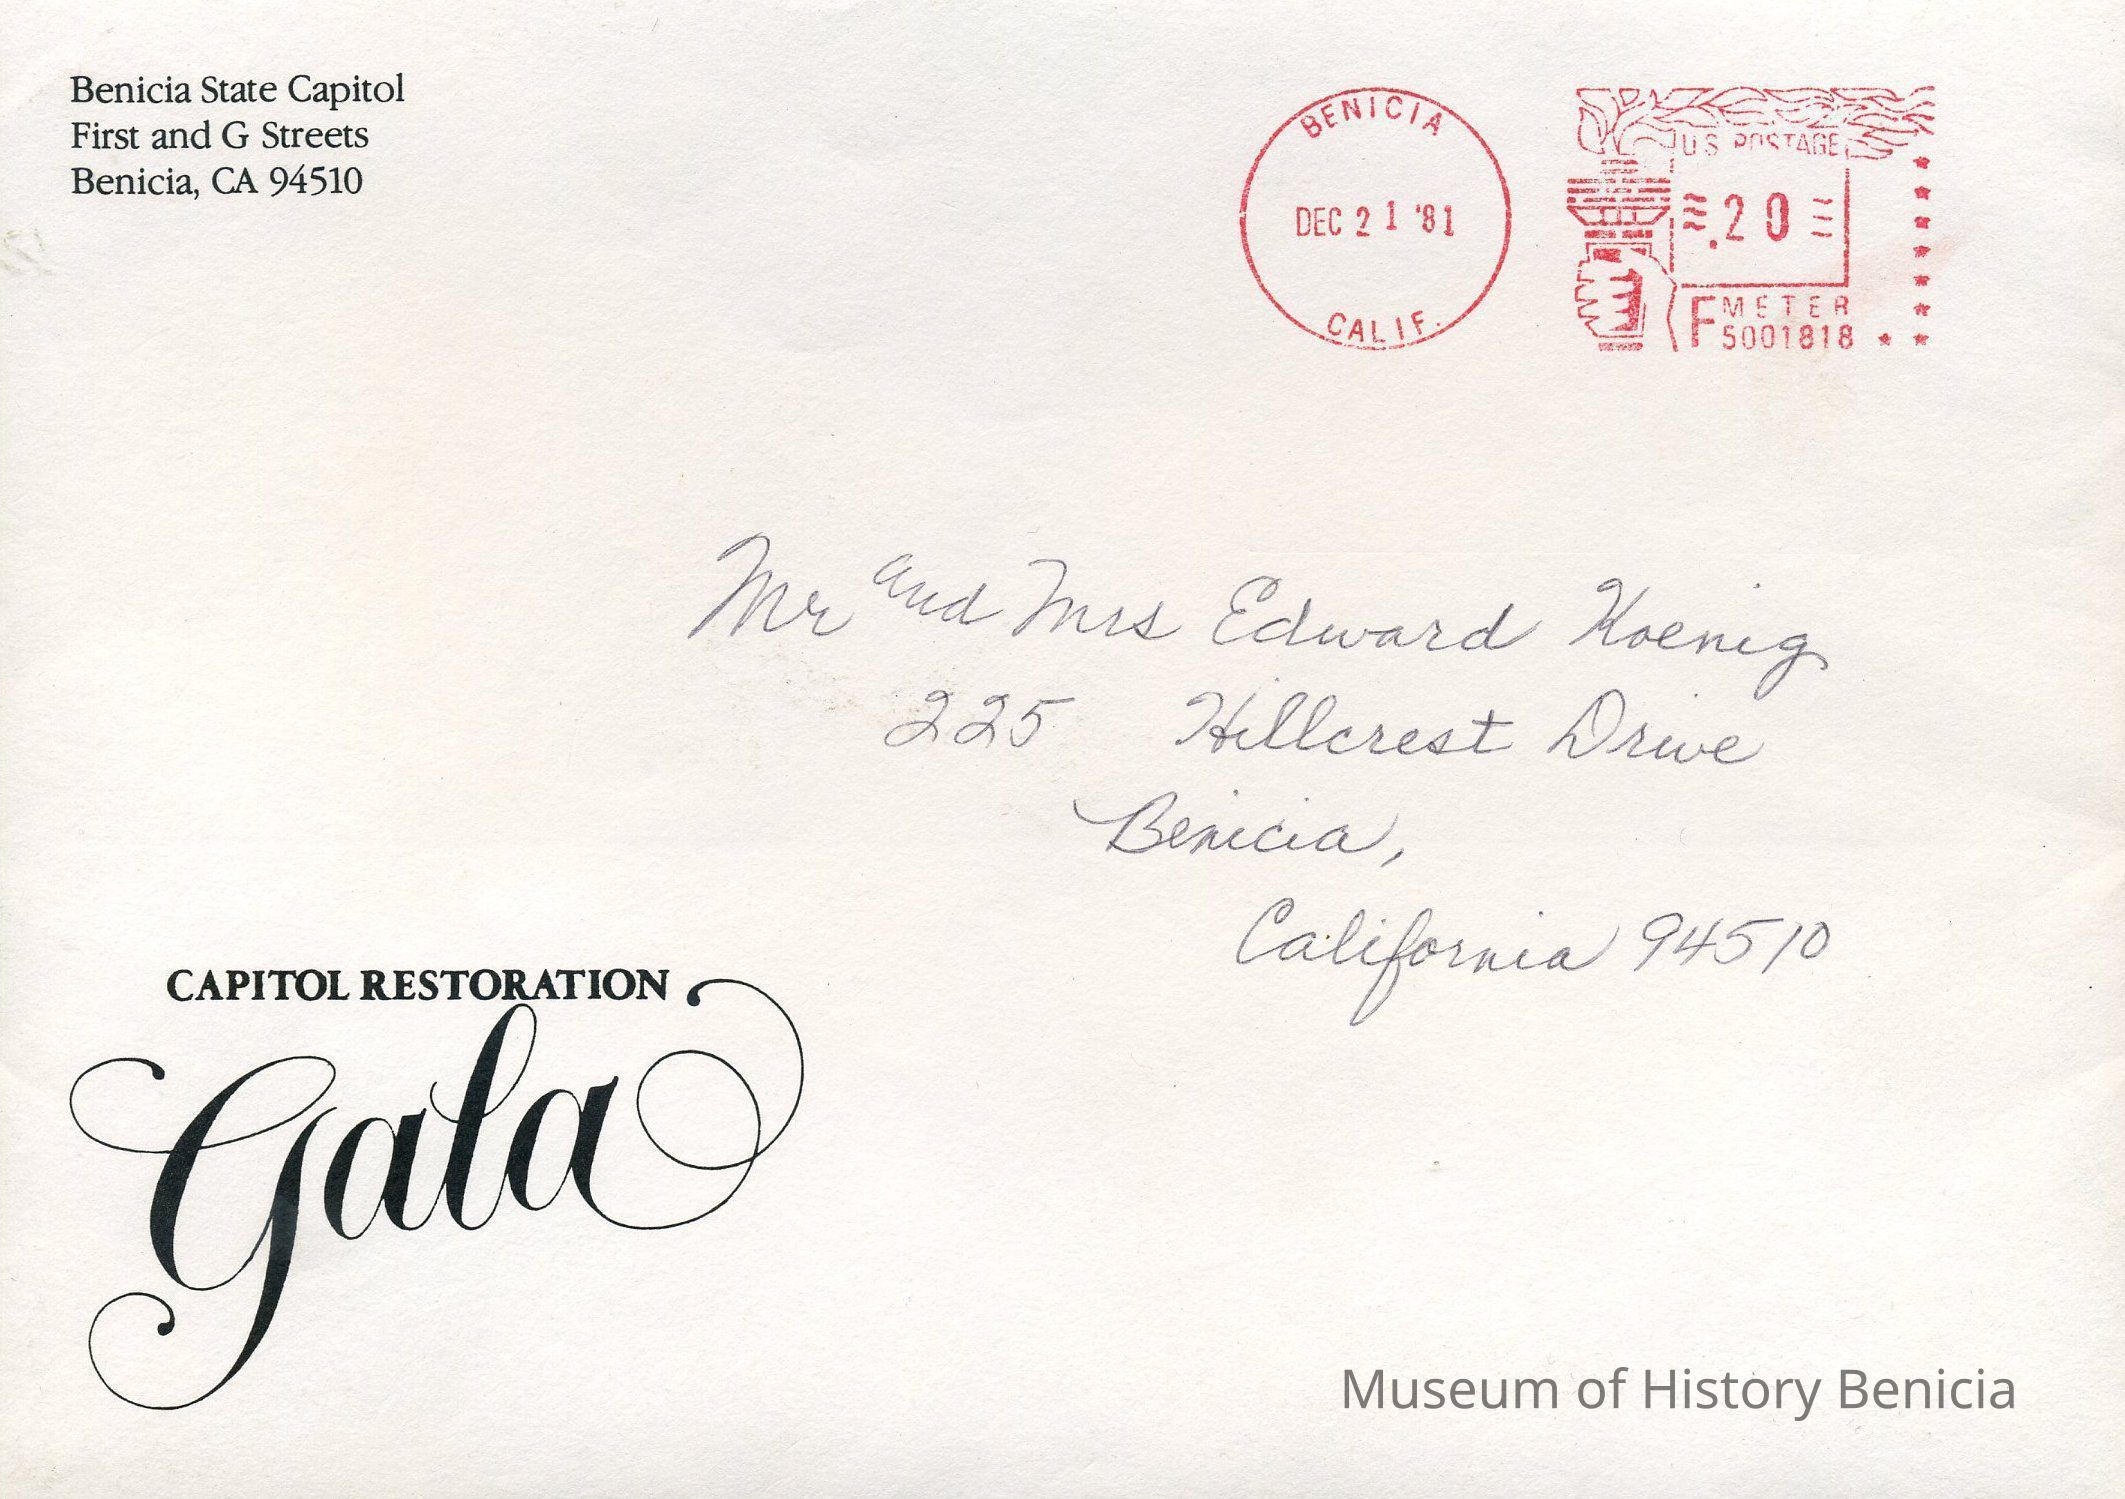 Benicia State Capitol
First and G Streets
Benicia, CA 94510
BENICIA
DEC 21 '81
CALIF.
U.S. POSTAGE
.20
F METER
5001818
Mr and Mrs Edward Koenig
225 Hillcrest Drive
Benicia,
California 94510
CAPITOL RESTORATION
Gala
Museum of History Benicia